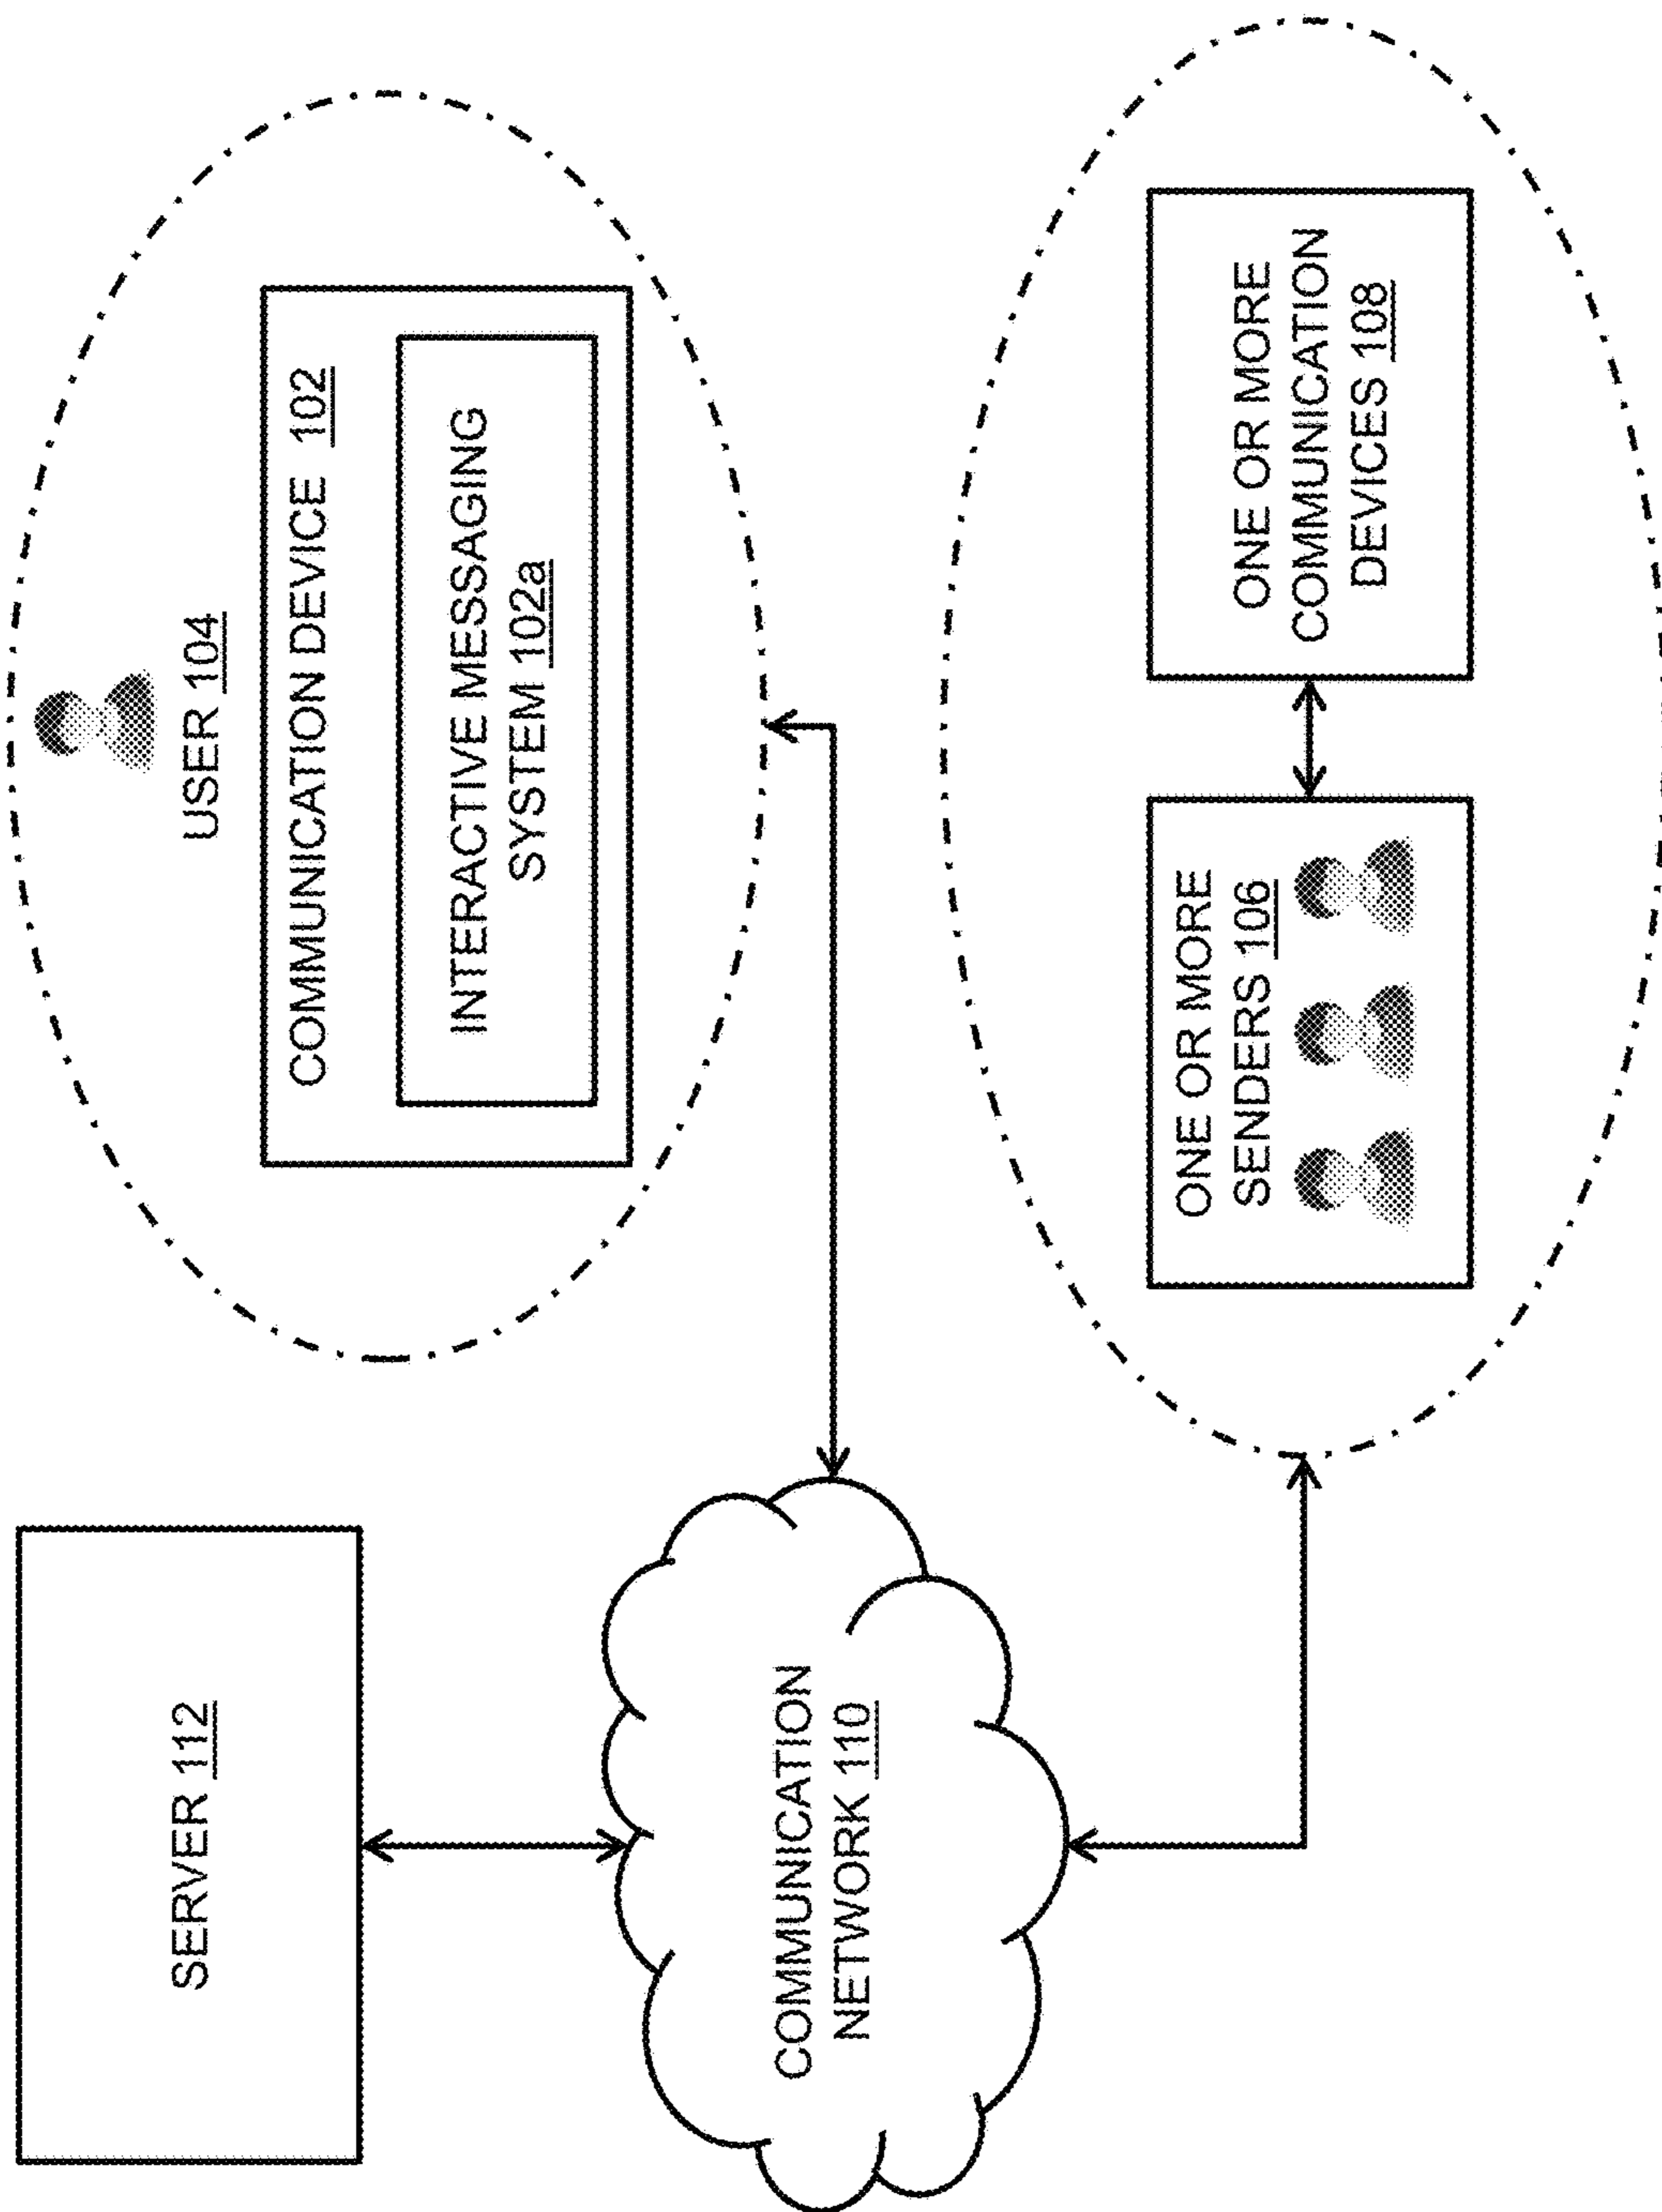 SERVER 112
USER 104
COMMUNICATION DEVICE 102
INTERACTIVE MESSAGING
SYSTEM 102a
COMMUNICATION
NETWORK 110
ONE OR MORE
SENDERS 106
ONE OR MORE
COMMUNICATION
DEVICES 108